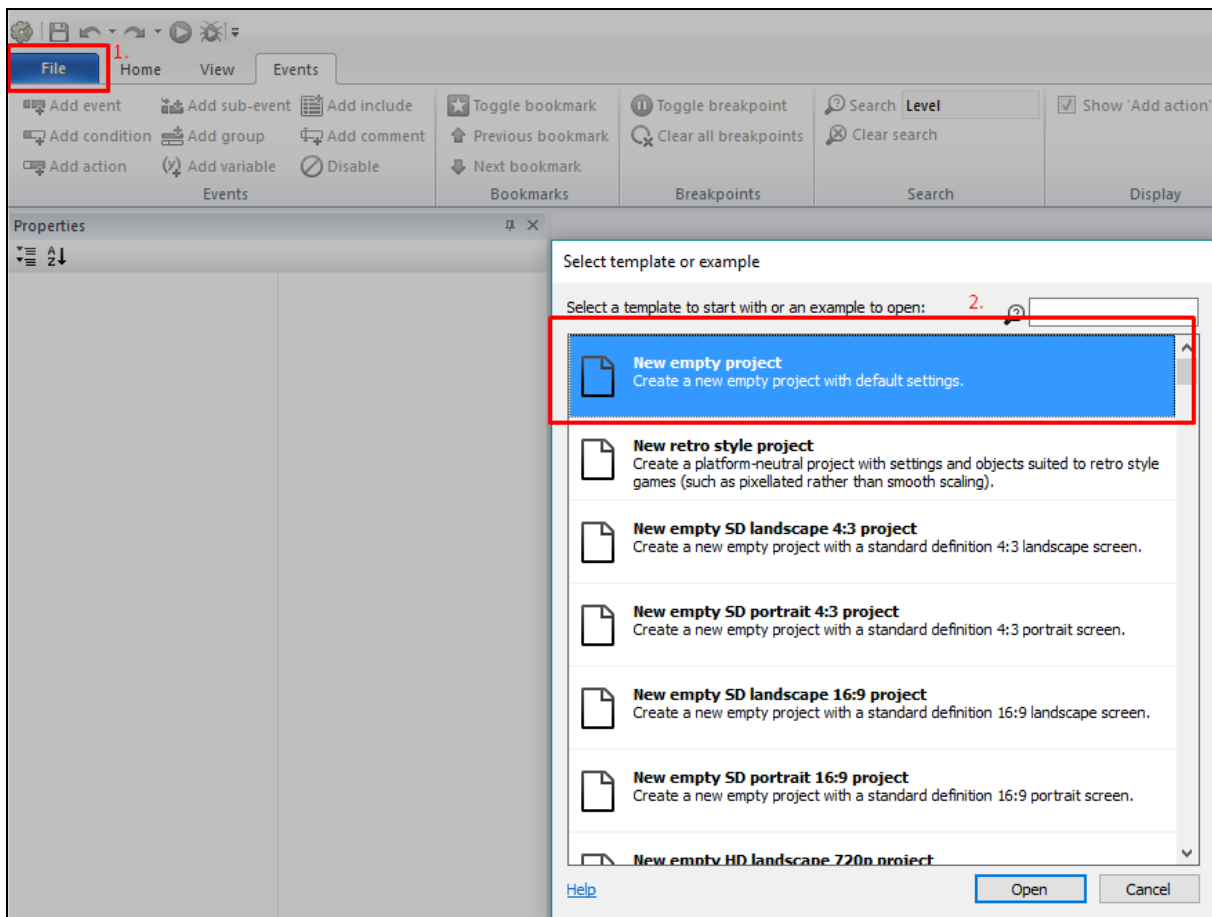 1.
File Home View Events
Add event Add sub-event Add include Toggle bookmark Toggle breakpoint Search Level Show 'Add action'
Add condition Add group Add comment Previous bookmark Clear all breakpoints Clear search
Add action Add variable Disable Next bookmark
Events Bookmarks Breakpoints Search Display
Properties
Select template or example
Select a template to start with or an example to open: 2.
New empty project
Create a new empty project with default settings.
New retro style project
Create a platform-neutral project with settings and objects suited to retro style
games (such as pixellated rather than smooth scaling).
New empty SD landscape 4:3 project
Create a new empty project with a standard definition 4:3 landscape screen.
New empty SD portrait 4:3 project
Create a new empty project with a standard definition 4:3 portrait screen.
New empty SD landscape 16:9 project
Create a new empty project with a standard definition 16:9 landscape screen.
New empty SD portrait 16:9 project
Create a new empty project with a standard definition 16:9 portrait screen.
New empty HD landscape 720p project
Help Open Cancel